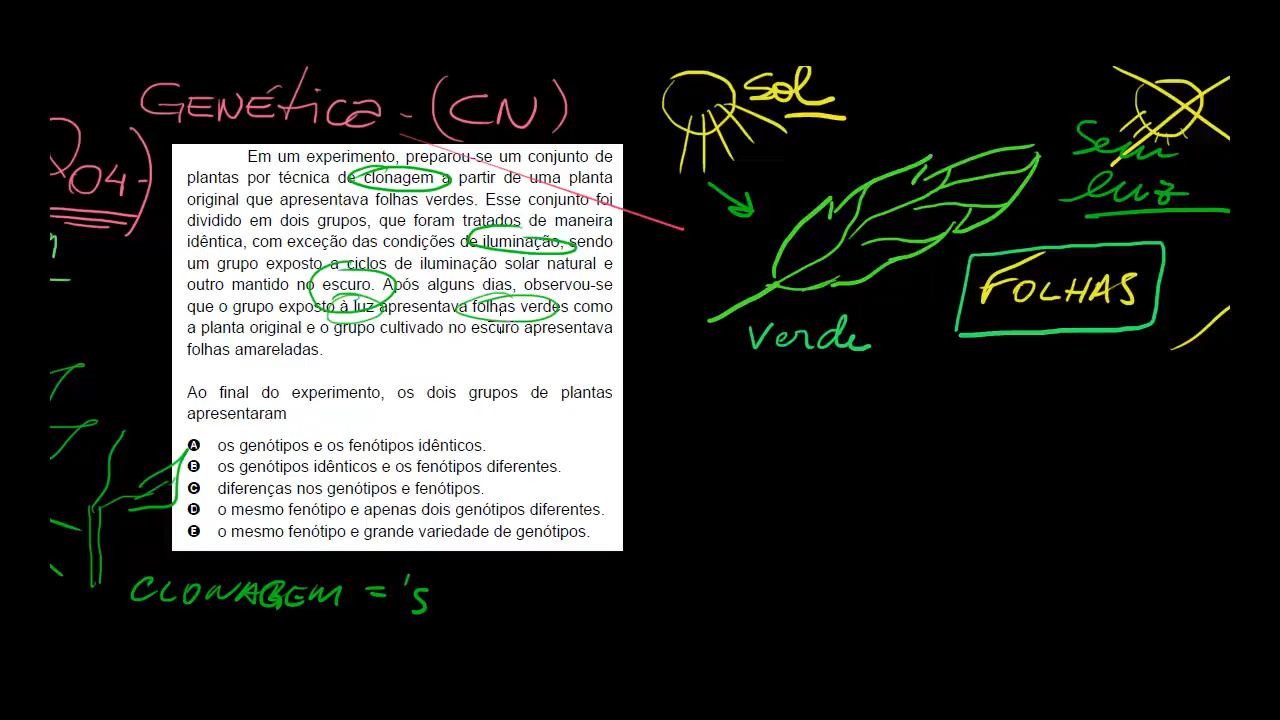 GENÉTICA - (CN)
Q04-
Em um experimento, preparou-se um conjunto de
plantas por técnica de clonagem a partir de uma planta
original que apresentava folhas verdes. Esse conjunto foi
dividido em dois grupos, que foram tratados de maneira
idêntica, com exceção das condições de iluminação, sendo
um grupo exposto a ciclos de iluminação solar natural e
outro mantido no escuro. Após alguns dias, observou-se
que o grupo exposto à luz apresentava folhas verdes como
a planta original e o grupo cultivado no escuro apresentava
folhas amareladas.
Ao final do experimento, os dois grupos de plantas
apresentaram
A os genótipos e os fenótipos idênticos.
B os genótipos idênticos e os fenótipos diferentes.
C diferenças nos genótipos e fenótipos.
D o mesmo fenótipo e apenas dois genótipos diferentes.
E o mesmo fenótipo e grande variedade de genótipos.
CLONAGEM = 's
Sol
Sem
luz
FOLHAS
Verde